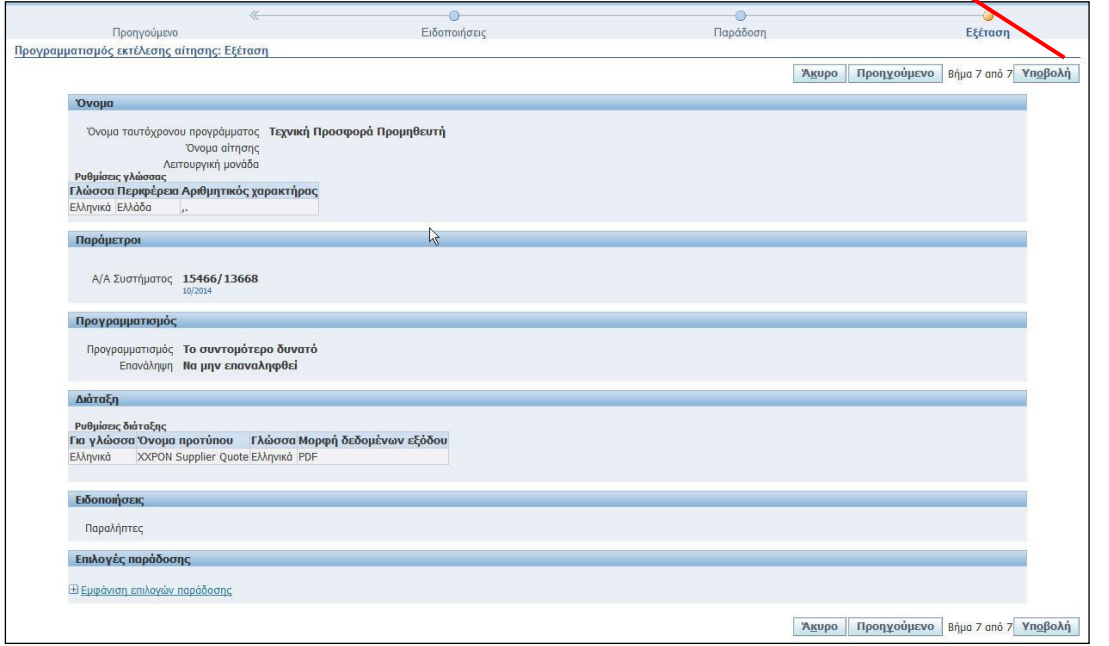 Προηγούμενο Ειδοποιήσεις Παράδοση Εξέταση
Προγραμματισμός εκτέλεσης αίτησης: Εξέταση
Άκυρο Προηγούμενο Βήμα 7 από 7 Υποβολή
Όνομα
Όνομα ταυτόχρονου προγράμματος Τεχνική Προσφορά Προμηθευτή
Όνομα αίτησης
Λειτουργική μονάδα
Ρυθμίσεις γλώσσας
Γλώσσα Περιφέρεια Αριθμητικός χαρακτήρας
Ελληνικά Ελλάδα ,.
Παράμετροι
Α/Α Συστήματος 15466/13668
10/2014
Προγραμματισμός
Προγραμματισμός Το συντομότερο δυνατό
Επανάληψη Να μην επαναληφθεί
Διάταξη
Ρυθμίσεις διάταξης
Για γλώσσα Όνομα προτύπου Γλώσσα Μορφή δεδομένων εξόδου
Ελληνικά XXPON Supplier Quote Ελληνικά PDF
Ειδοποιήσεις
Παραλήπτες
Επιλογές παράδοσης
Εμφάνιση επιλογών παράδοσης
Άκυρο Προηγούμενο Βήμα 7 από 7 Υποβολή